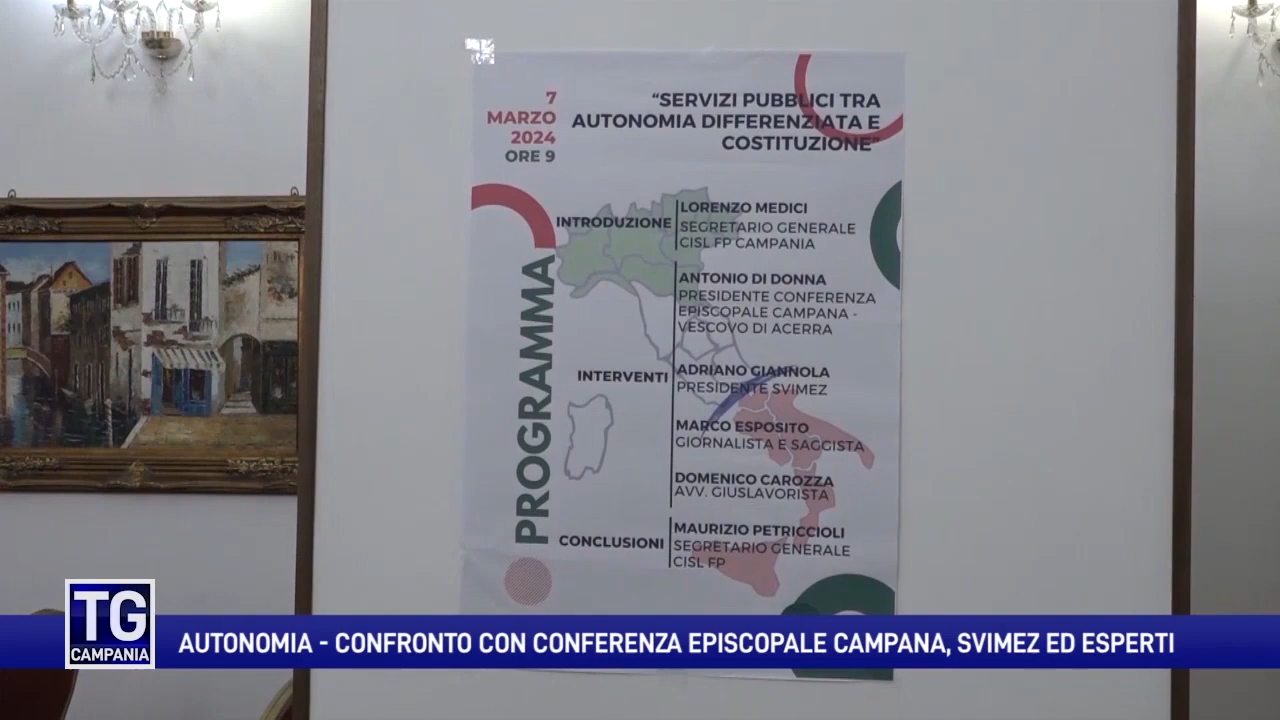 7
MARZO
2024
ORE 9
“SERVIZI PUBBLICI TRA
AUTONOMIA DIFFERENZIATA E
COSTITUZIONE”
PROGRAMMA
INTRODUZIONE
LORENZO MEDICI
SEGRETARIO GENERALE
CISL FP CAMPANIA
INTERVENTI
ANTONIO DI DONNA
PRESIDENTE CONFERENZA
EPISCOPALE CAMPANA -
VESCOVO DI ACERRA
ADRIANO GIANNOLA
PRESIDENTE SVIMEZ
MARCO ESPOSITO
GIORNALISTA E SAGGISTA
DOMENICO CAROZZA
AVV. GIUSLAVORISTA
CONCLUSIONI
MAURIZIO PETRICCIOLI
SEGRETARIO GENERALE
CISL FP
TG
CAMPANIA
AUTONOMIA - CONFRONTO CON CONFERENZA EPISCOPALE CAMPANA, SVIMEZ ED ESPERTI